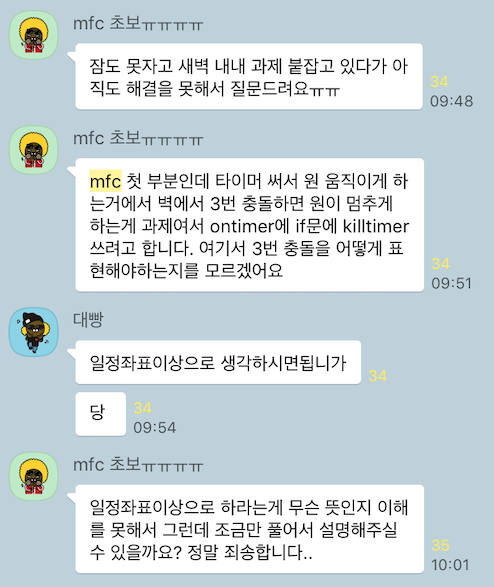 mfc 초보ㅠㅠㅠㅠ
잠도 못자고 새벽 내내 과제 붙잡고 있다가 아
직도 해결을 못해서 질문드려요ㅠㅠ
34
09:48
mfc 초보ㅠㅠㅠㅠ
mfc 첫 부분인데 타이머 써서 원 움직이게 하
는거에서 벽에서 3번 충돌하면 원이 멈추게
하는게 과제여서 ontimer에 if문에 killtimer
쓰려고 합니다. 여기서 3번 충돌을 어떻게 표
현해야하는지를 모르겠어요
34
09:51
대빵
일정좌표이상으로 생각하시면됩니가
34
당
34
09:54
mfc 초보ㅠㅠㅠㅠ
일정좌표이상으로 하라는게 무슨 뜻인지 이해
를 못해서 그런데 조금만 풀어서 설명해주실
수 있을까요? 정말 죄송합니다..
35
10:01